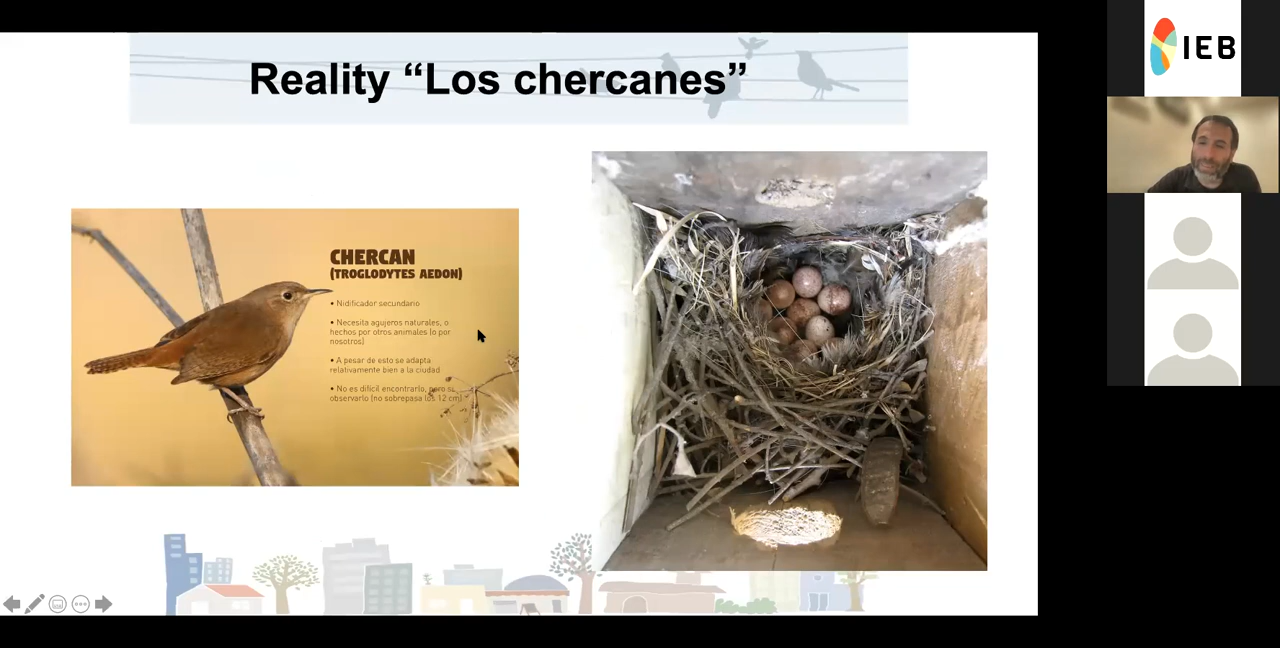 Reality “Los chercanes”
IEB
CHERCAN
(TROGLODYTES AEDON)
• Nidificador secundario
• Necesita agujeros naturales, o
hechos por otros animales (o por
nosotros)
• A pesar de esto se adapta
relativamente bien a la ciudad
• No es difícil encontrarlo, pero sí
observarlo (no sobrepasa los 12 cm)